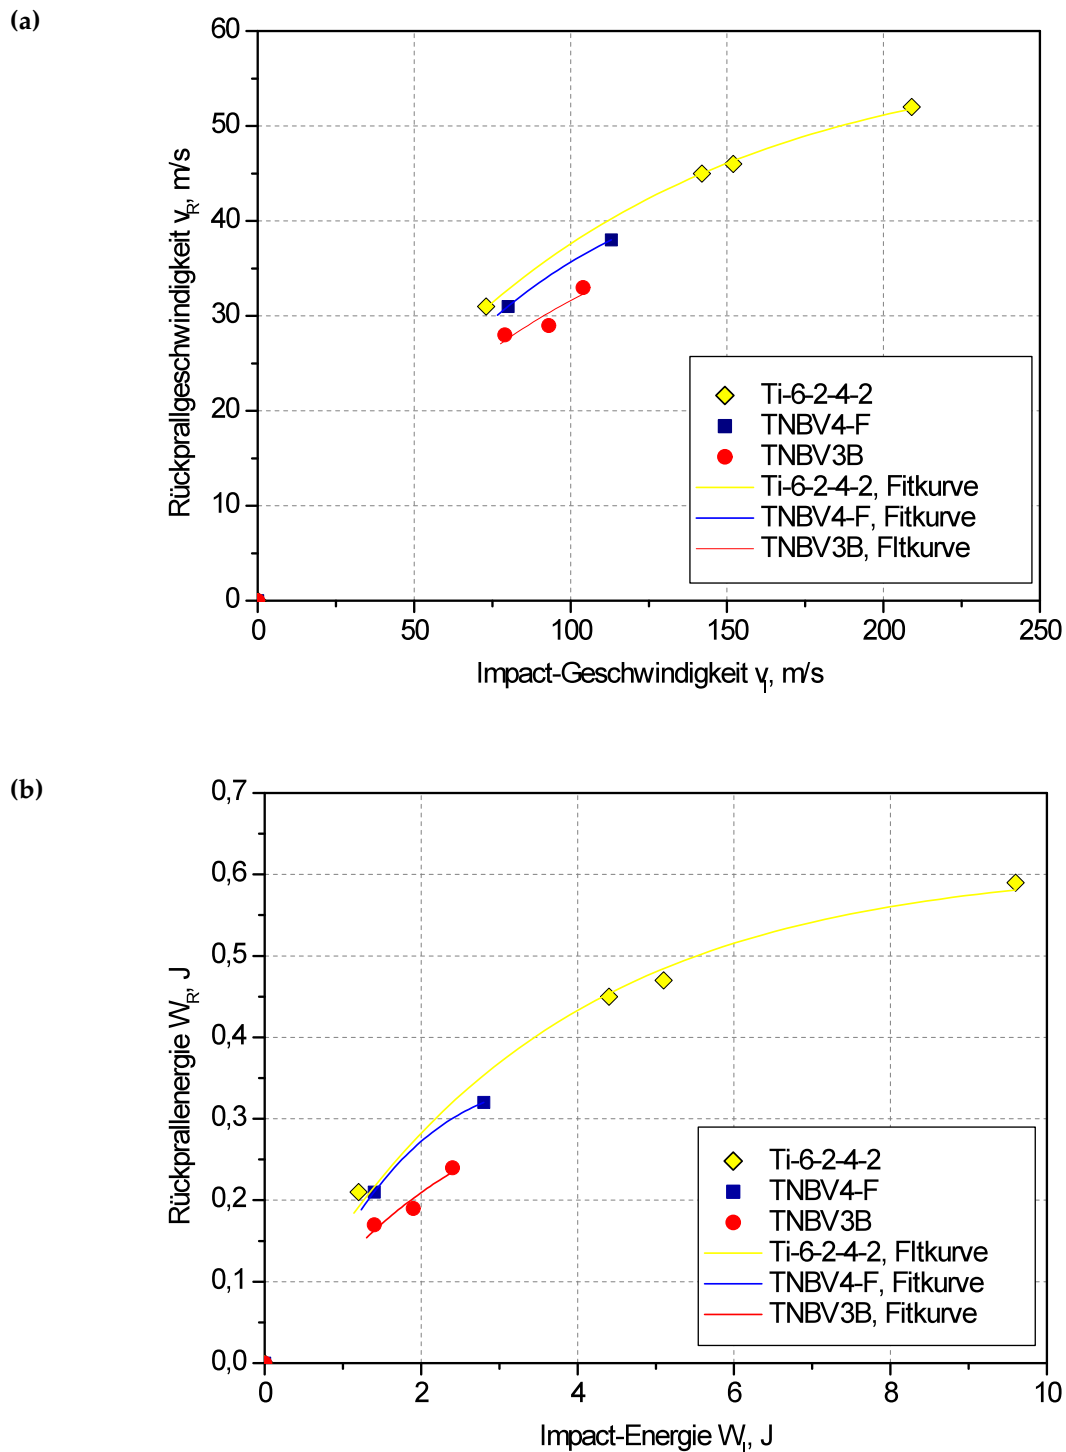 (a)
60
50
40
30
20
10
0
Rückprallgeschwindigkeit vR, m/s
0 50 100 150 200 250
Impact-Geschwindigkeit vI, m/s
Ti-6-2-4-2
TNBV4-F
TNBV3B
Ti-6-2-4-2, Fitkurve
TNBV4-F, Fitkurve
TNBV3B, FItkurve
(b)
0,7
0,6
0,5
0,4
0,3
0,2
0,1
0,0
Rückprallenergie WR, J
0 2 4 6 8 10
Impact-Energie WI, J
Ti-6-2-4-2
TNBV4-F
TNBV3B
Ti-6-2-4-2, FItkurve
TNBV4-F, Fitkurve
TNBV3B, Fitkurve